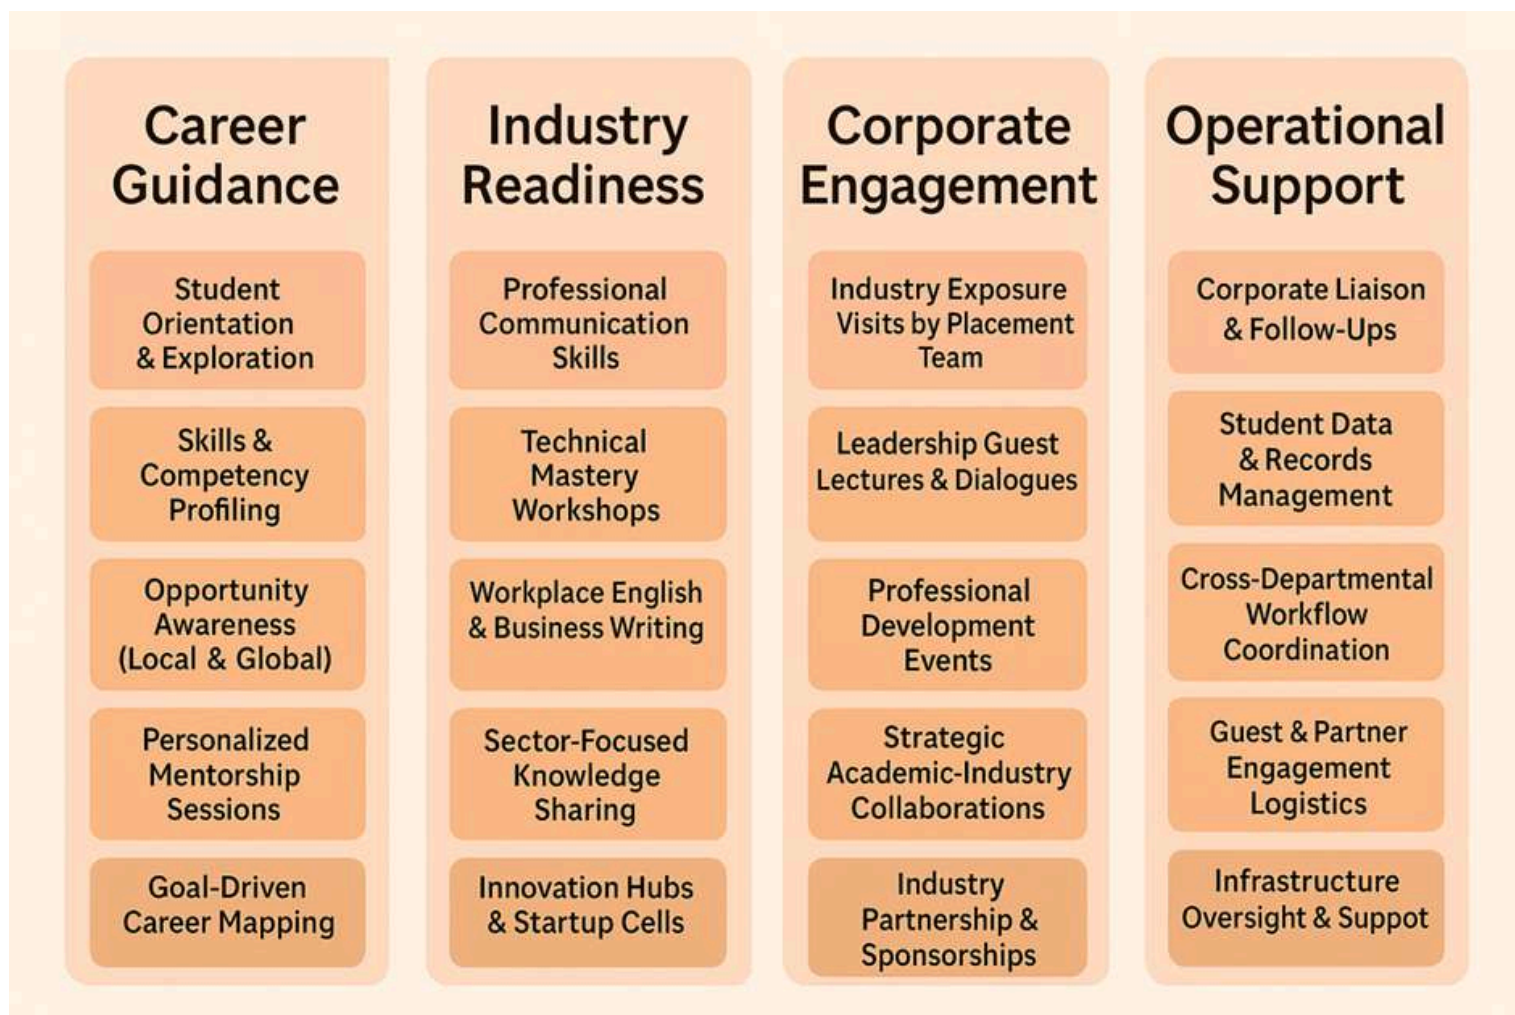 Career
Guidance
Student
Orientation
& Exploration
Skills &
Competency
Profiling
Opportunity
Awareness
(Local & Global)
Personalized
Mentorship
Sessions
Goal-Driven
Career Mapping
Industry
Readiness
Professional
Communication
Skills
Technical
Mastery
Workshops
Workplace English
& Business Writing
Sector-Focused
Knowledge
Sharing
Innovation Hubs
& Startup Cells
Corporate
Engagement
Industry Exposure
Visits by Placement
Team
Leadership Guest
Lectures & Dialogues
Professional
Development
Events
Strategic
Academic-Industry
Collaborations
Industry
Partnership &
Sponsorships
Operational
Support
Corporate Liaison
& Follow-Ups
Student Data
& Records
Management
Cross-Departmental
Workflow
Coordination
Guest & Partner
Engagement
Logistics
Infrastructure
Oversight & Suppot